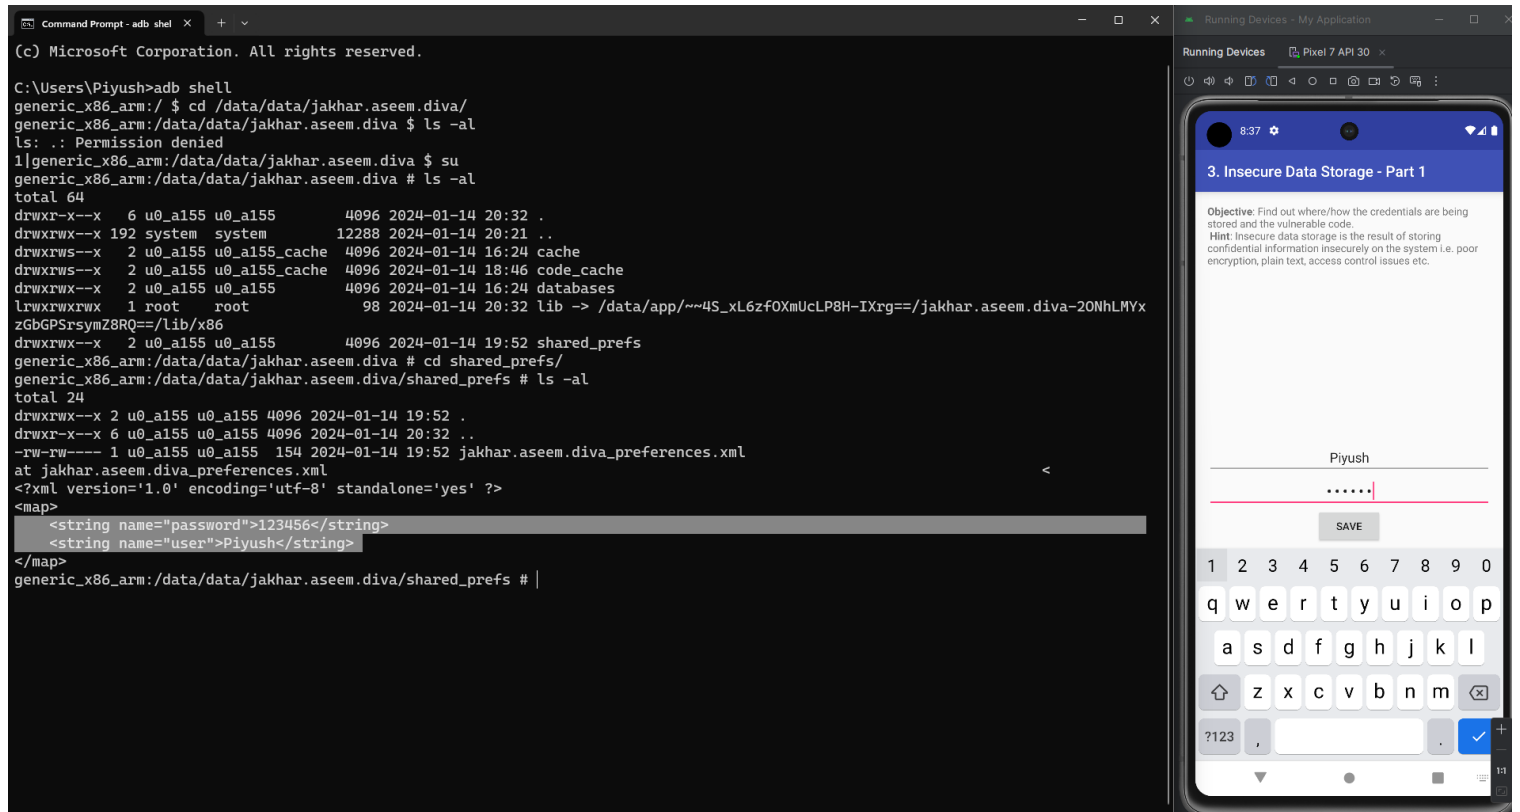 Command Prompt - adb shel
(c) Microsoft Corporation. All rights reserved.
C:\Users\Piyush>adb shell
generic_x86_arm:/ $ cd /data/data/jakhar.aseem.diva/
generic_x86_arm:/data/data/jakhar.aseem.diva $ ls -al
ls: .: Permission denied
1|generic_x86_arm:/data/data/jakhar.aseem.diva $ su
generic_x86_arm:/data/data/jakhar.aseem.diva # ls -al
total 64
drwxr-x--x   6 u0_a155 u0_a155        4096 2024-01-14 20:32 .
drwxrwx--x 192 system  system        12288 2024-01-14 20:21 ..
drwxrws--x   2 u0_a155 u0_a155_cache  4096 2024-01-14 16:24 cache
drwxrws--x   2 u0_a155 u0_a155_cache  4096 2024-01-14 18:46 code_cache
drwxrwx--x   2 u0_a155 u0_a155        4096 2024-01-14 16:24 databases
lrwxrwxrwx   1 root    root             98 2024-01-14 20:32 lib -> /data/app/~~4S_xL6zfOXmUcLP8H-IXrg==/jakhar.aseem.diva-2ONhLMYx
zGbGPSrsymZ8RQ==/lib/x86
drwxrwx--x   2 u0_a155 u0_a155        4096 2024-01-14 19:52 shared_prefs
generic_x86_arm:/data/data/jakhar.aseem.diva # cd shared_prefs/
generic_x86_arm:/data/data/jakhar.aseem.diva/shared_prefs # ls -al
total 24
drwxrwx--x 2 u0_a155 u0_a155 4096 2024-01-14 19:52 .
drwxr-x--x 6 u0_a155 u0_a155 4096 2024-01-14 20:32 ..
-rw-rw---- 1 u0_a155 u0_a155  154 2024-01-14 19:52 jakhar.aseem.diva_preferences.xml
at jakhar.aseem.diva_preferences.xml <
<?xml version='1.0' encoding='utf-8' standalone='yes' ?>
<map>
    <string name="password">123456</string>
    <string name="user">Piyush</string>
</map>
generic_x86_arm:/data/data/jakhar.aseem.diva/shared_prefs #
Running Devices - My Application
Running Devices
Pixel 7 API 30
8:37
3. Insecure Data Storage - Part 1
Objective: Find out where/how the credentials are being
stored and the vulnerable code.
Hint: Insecure data storage is the result of storing
confidential information insecurely on the system i.e. poor
encryption, plain text, access control issues etc.
Piyush
••••••
SAVE
1 2 3 4 5 6 7 8 9 0
q w e r t y u i o p
a s d f g h j k l
z x c v b n m
?123 , .
1:1